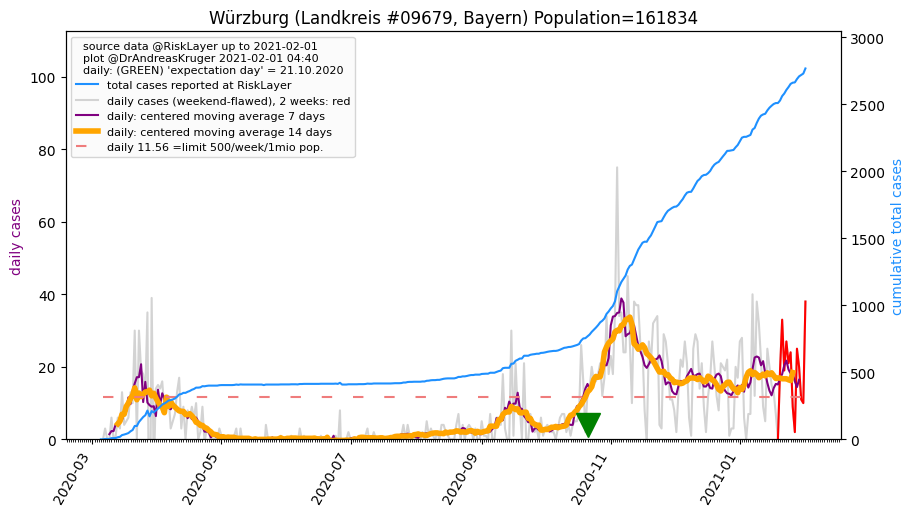 Würzburg (Landkreis #09679, Bayern) Population=161834
source data @RiskLayer up to 2021-02-01
plot @DrAndreasKruger 2021-02-01 04:40
daily: (GREEN) 'expectation day' = 21.10.2020
total cases reported at RiskLayer
daily cases (weekend-flawed), 2 weeks: red
daily: centered moving average 7 days
daily: centered moving average 14 days
daily 11.56 =limit 500/week/1mio pop.
daily cases
100
80
60
40
20
0
3000
2500
2000
1500
1000
500
0
cumulative total cases
2020-03
2020-05
2020-07
2020-09
2020-11
2021-01